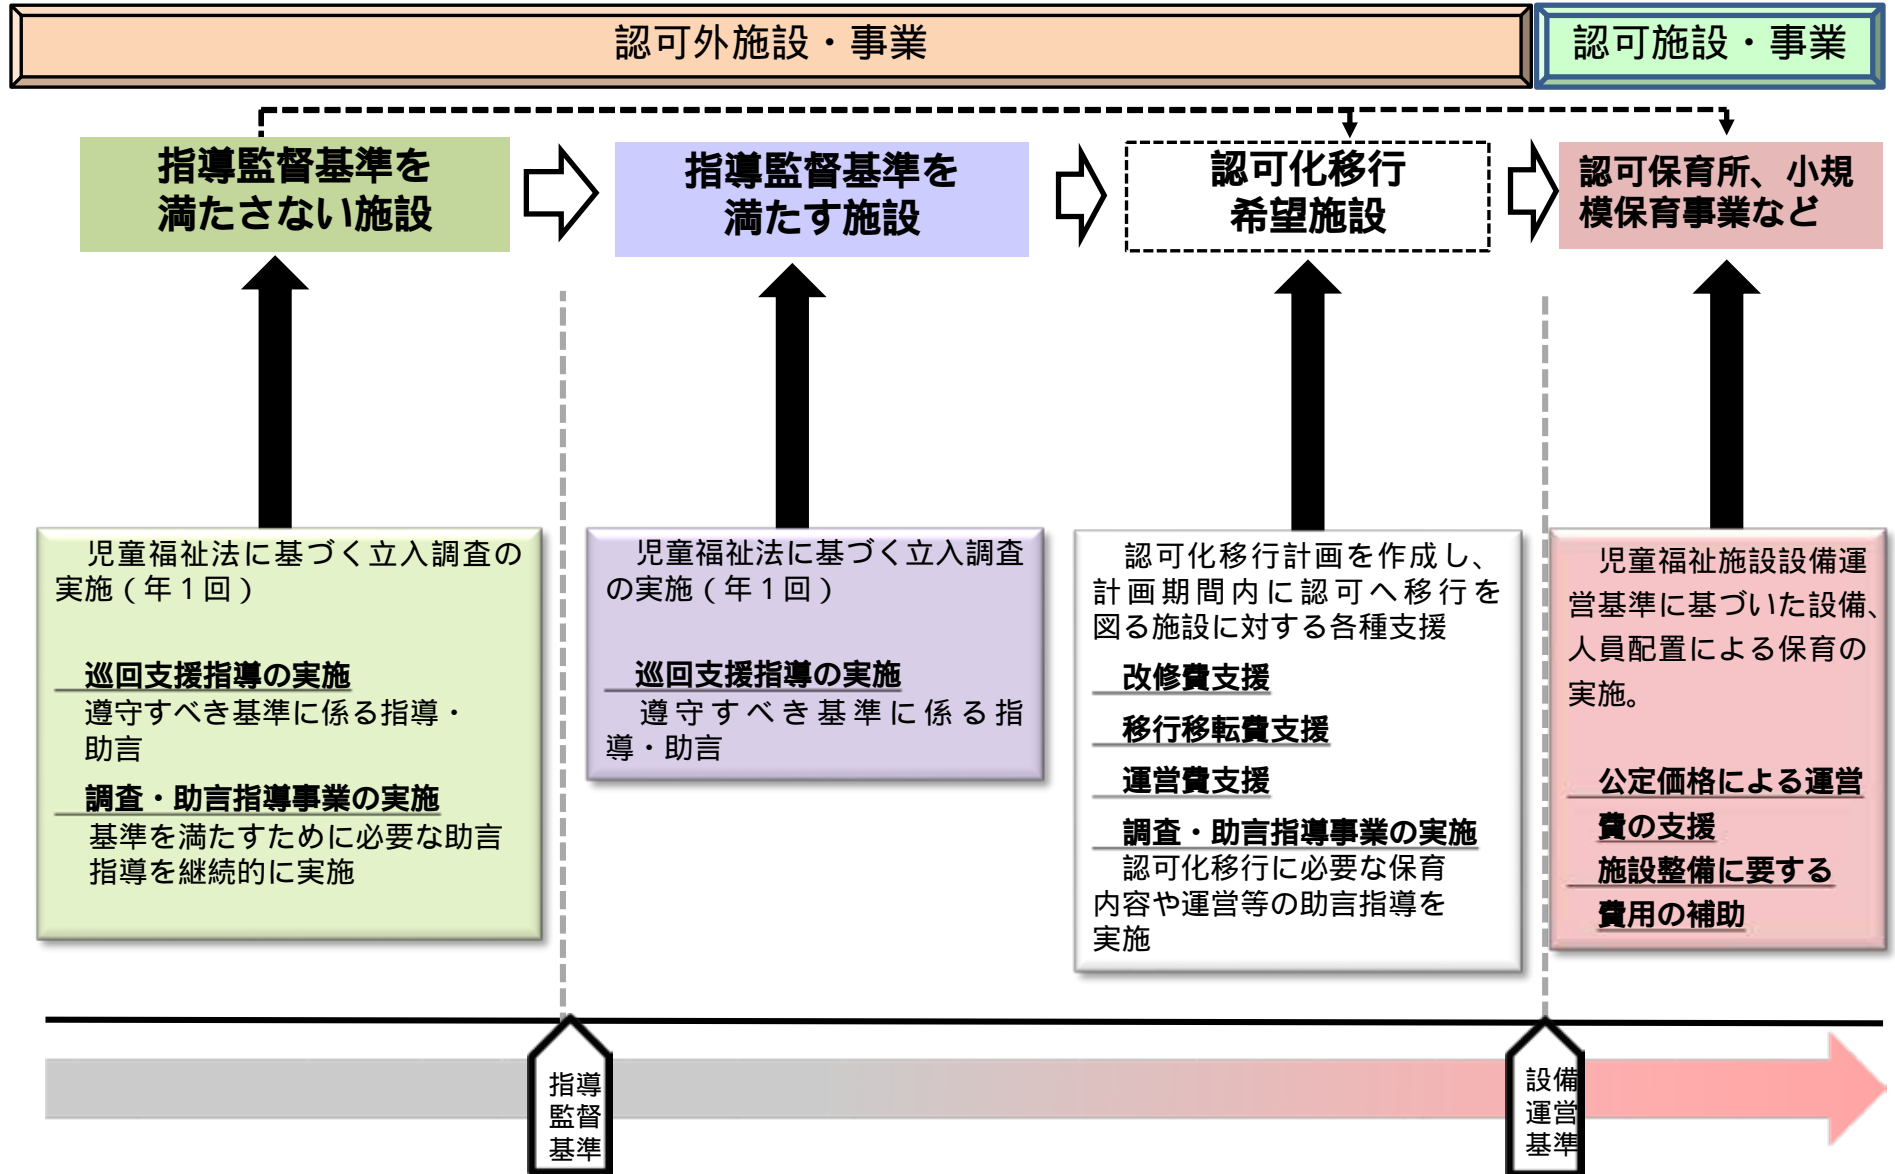 認可外施設・事業
認可施設・事業
指導監督基準を
満たさない施設
指導監督基準を
満たす施設
認可化移行
希望施設
認可保育所、小規
模保育事業など
児童福祉法に基づく立入調査の
実施(年1回)
巡回支援指導の実施
遵守すべき基準に係る指導・
助言
調査・助言指導事業の実施
基準を満たすために必要な助言
指導を継続的に実施
児童福祉法に基づく立入調査
の実施(年1回)
巡回支援指導の実施
遵守すべき基準に係る指
導・助言
認可化移行計画を作成し、
計画期間内に認可へ移行を
図る施設に対する各種支援
改修費支援
移行移転費支援
運営費支援
調査・助言指導事業の実施
認可化移行に必要な保育
内容や運営等の助言指導を
実施
児童福祉施設設備運
営基準に基づいた設備、
人員配置による保育の
実施。
公定価格による運営
費の支援
施設整備に要する
費用の補助
指導
監督
基準
設備
運営
基準